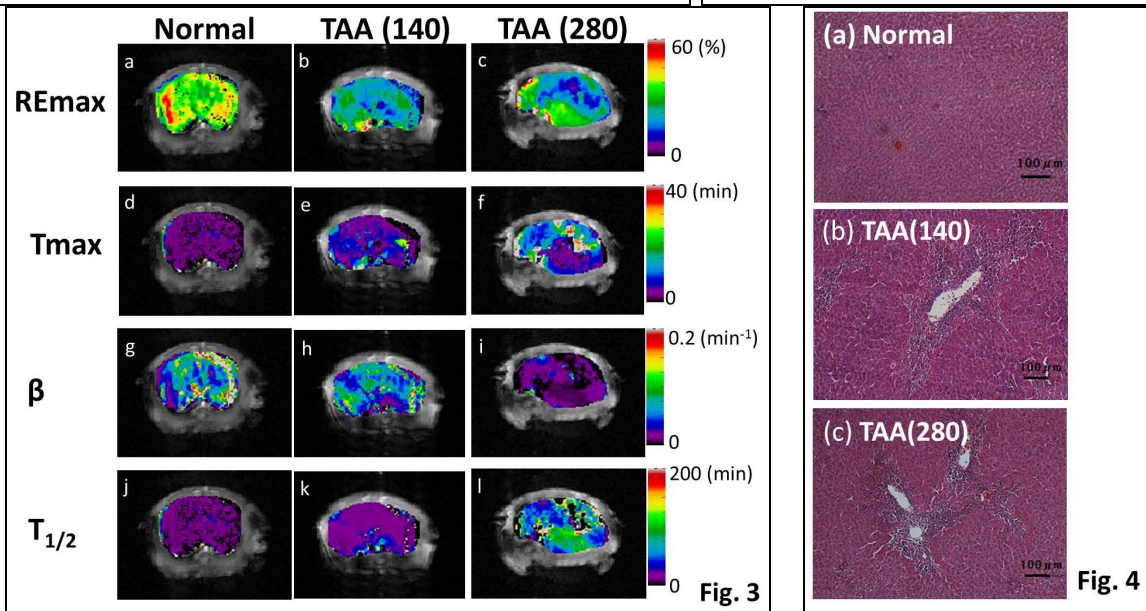 Normal TAA (140) TAA (280)
REmax
a
b
c
60 (%)
0
Tmax
d
e
f
40 (min)
0
β
g
h
i
0.2 (min⁻¹)
0
T₁/₂
j
k
l
200 (min)
0
Fig. 3
(a) Normal
100 μm
(b) TAA(140)
100 μm
(c) TAA(280)
100 μm
Fig. 4